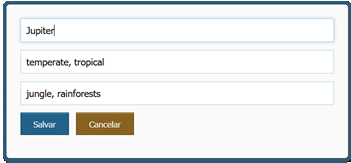 Jupiter
temperate, tropical
jungle, rainforests
Salvar
Cancelar